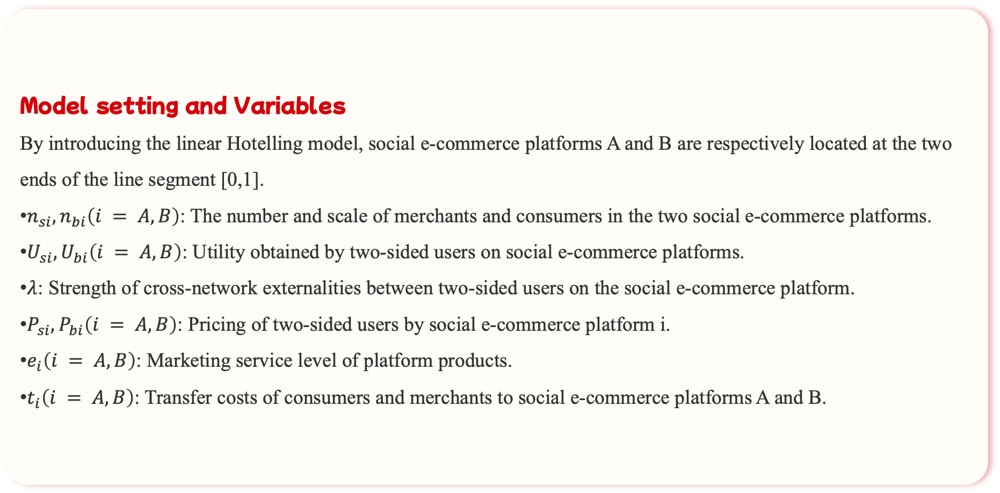 Model setting and Variables
By introducing the linear Hotelling model, social e-commerce platforms A and B are respectively located at the two
ends of the line segment [0,1].
•n_{si}, n_{bi}(i = A, B): The number and scale of merchants and consumers in the two social e-commerce platforms.
•U_{si}, U_{bi}(i = A, B): Utility obtained by two-sided users on social e-commerce platforms.
•λ: Strength of cross-network externalities between two-sided users on the social e-commerce platform.
•P_{si}, P_{bi}(i = A, B): Pricing of two-sided users by social e-commerce platform i.
•e_i(i = A, B): Marketing service level of platform products.
•t_i(i = A, B): Transfer costs of consumers and merchants to social e-commerce platforms A and B.